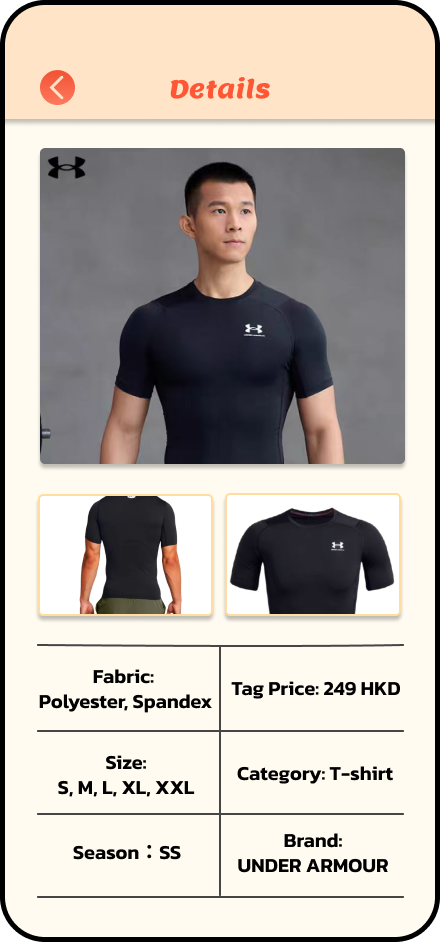 Details
Fabric:
Polyester, Spandex
Tag Price: 249 HKD
Size:
S, M, L, XL, XXL
Category: T-shirt
Season：SS
Brand:
UNDER ARMOUR